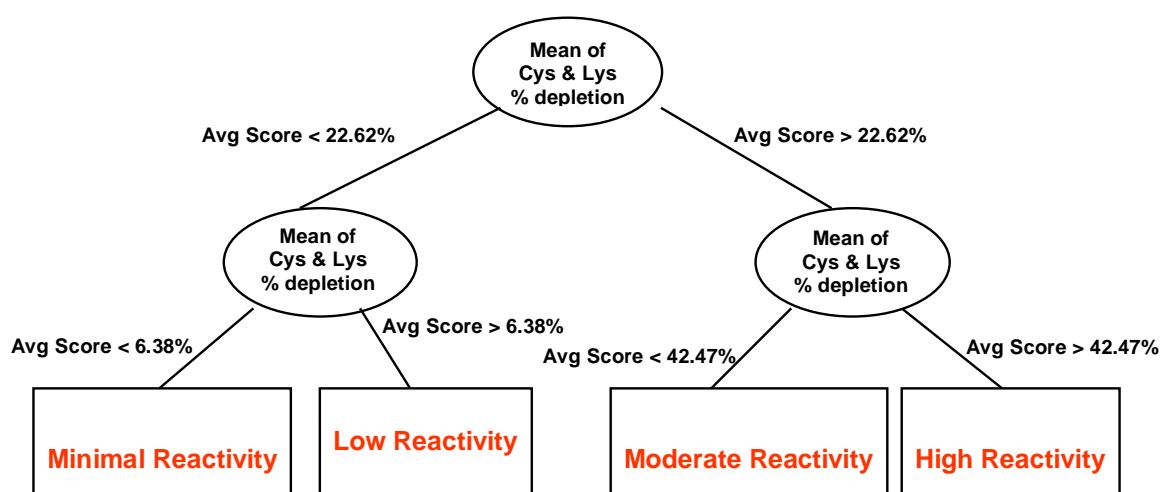 Mean of
Cys & Lys
% depletion
Avg Score < 22.62%
Avg Score > 22.62%
Mean of
Cys & Lys
% depletion
Mean of
Cys & Lys
% depletion
Avg Score < 6.38%
Avg Score > 6.38%
Avg Score < 42.47%
Avg Score > 42.47%
Minimal Reactivity
Low Reactivity
Moderate Reactivity
High Reactivity